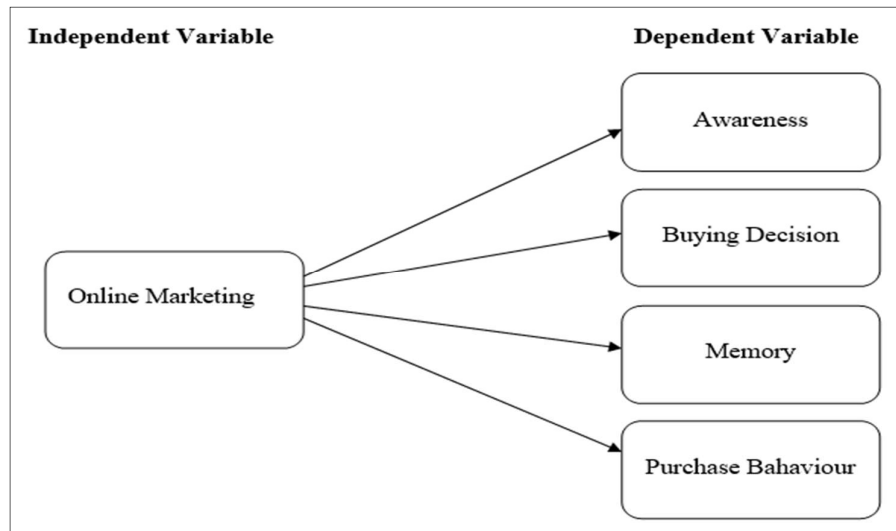 Independent Variable
Dependent Variable
Awareness
Buying Decision
Online Marketing
Memory
Purchase Bahaviour